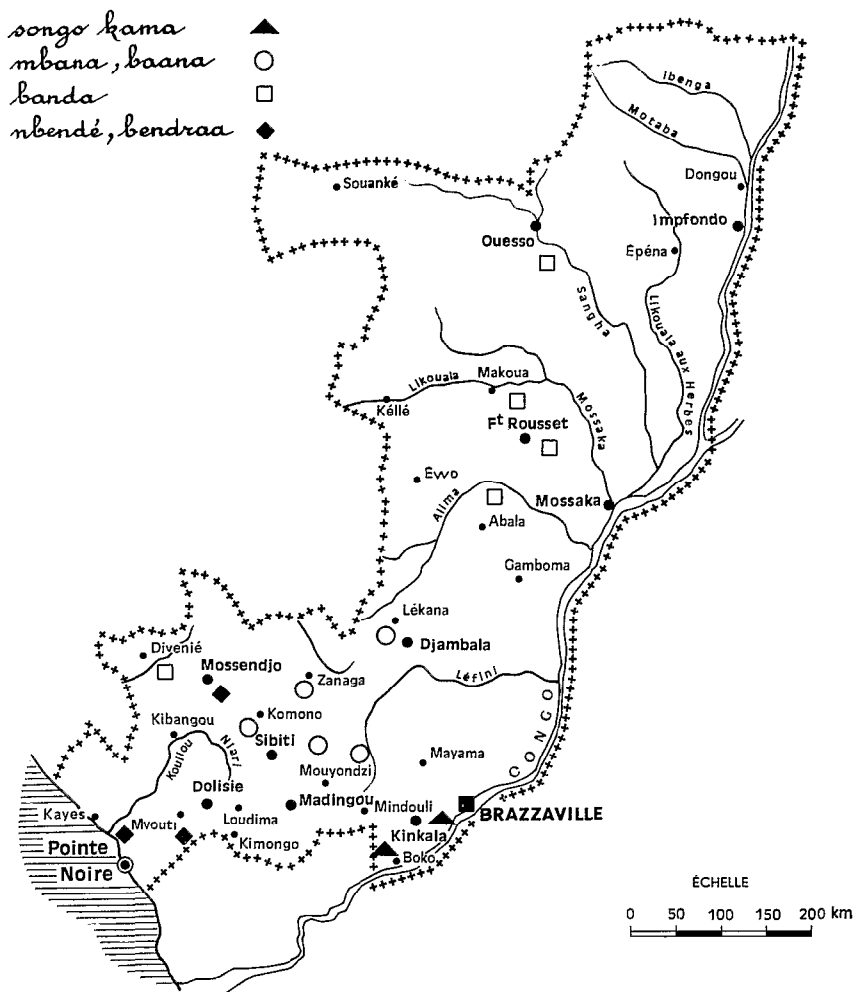 songo kama
mbana, baana
banda
nbendé, bendraa
Ibenga
Motaba
Dongou
Souanké
Impfondo
Ouesso
Épéna
Sangha
Likouala aux Herbes
Likouala
Makoua
Mossaka
Kéllé
Ft Rousset
Éwo
Alima
Mossaka
Abala
Gamboma
Lékana
Djambala
Divenié
Mossendjo
Zanaga
Léfini
Komono
Kibangou
CONGO
Kouilou
Niari
Sibiti
Mayama
Mouyondzi
Dolisie
Madingou
Mindouli
BRAZZAVILLE
Kayes
Mvouti
Loudima
Kinkala
Kimongo
Pointe
Noire
Boko
ÉCHELLE
0 50 100 150 200 km